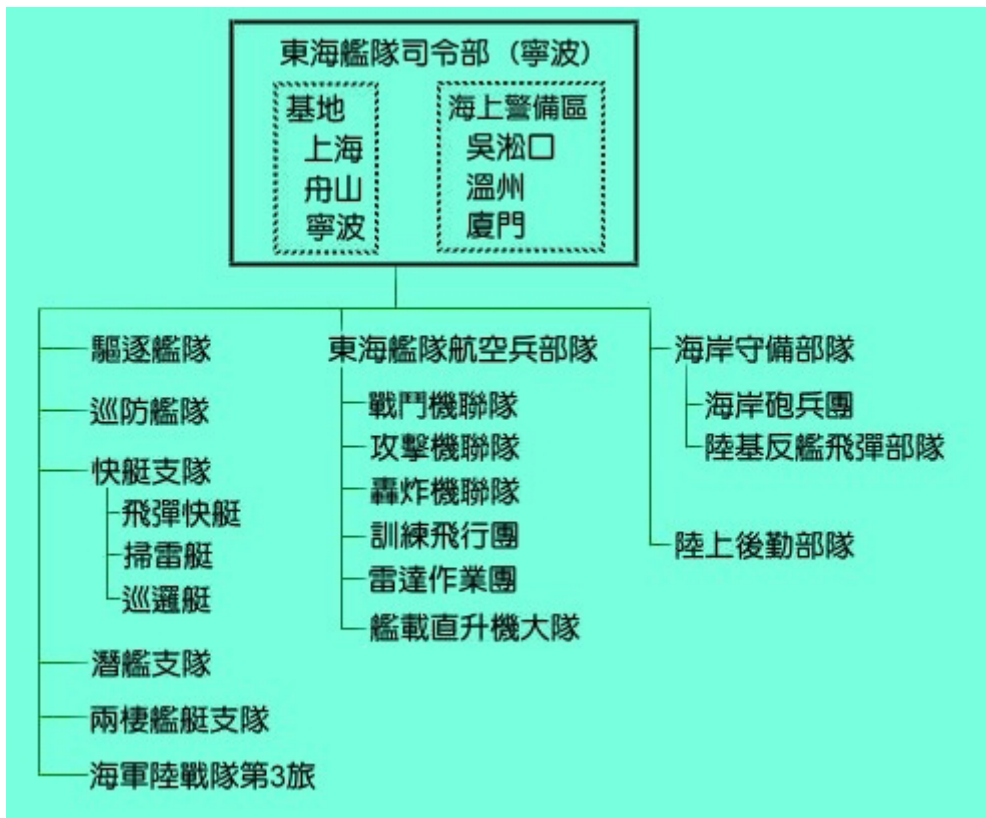 東海艦隊司令部（寧波）
基地
上海
舟山
寧波
海上警備區
吳淞口
溫州
廈門
驅逐艦隊
巡防艦隊
快艇支隊
飛彈快艇
掃雷艇
巡邏艇
潛艦支隊
兩棲艦艇支隊
海軍陸戰隊第3旅
東海艦隊航空兵部隊
戰鬥機聯隊
攻擊機聯隊
轟炸機聯隊
訓練飛行團
雷達作業團
艦載直升機大隊
海岸守備部隊
海岸砲兵團
陸基反艦飛彈部隊
陸上後勤部隊